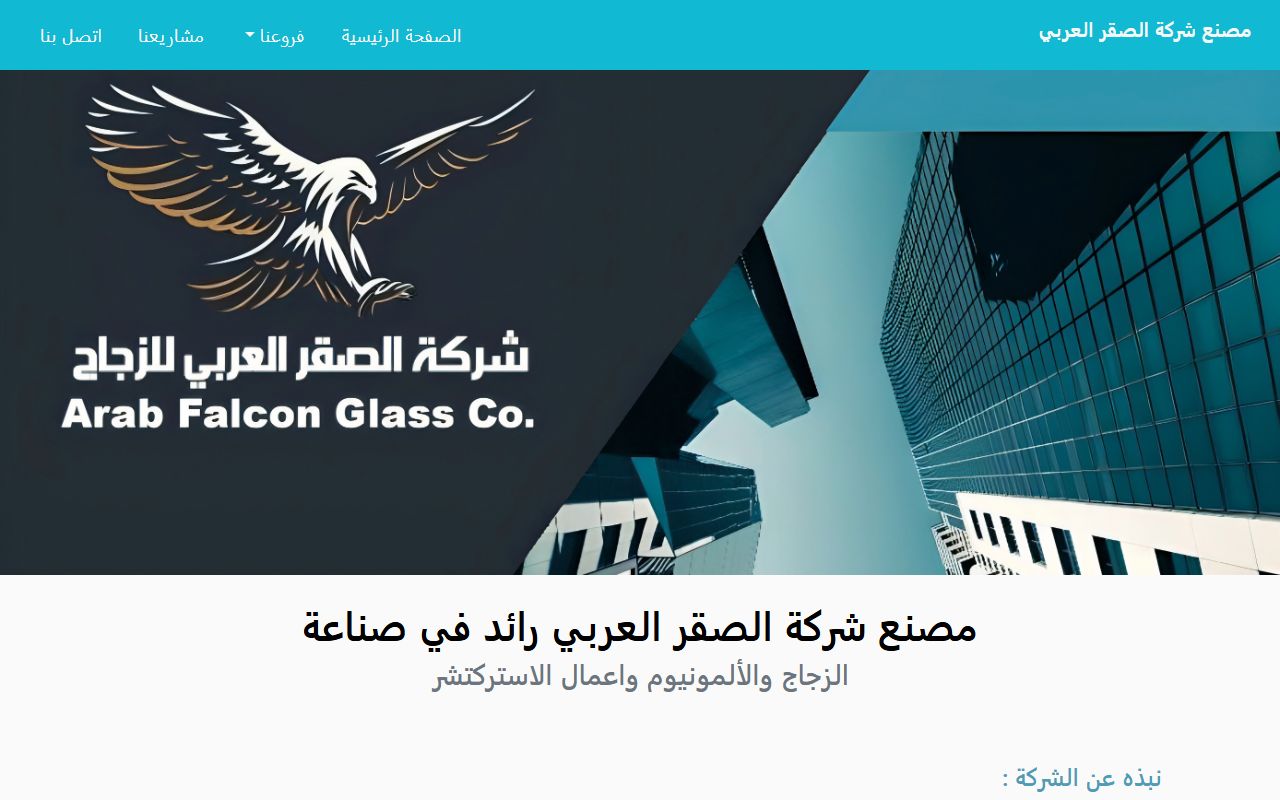 مصنع شركة الصقر العربي
الصفحة الرئيسية
فروعنا
مشاريعنا
اتصل بنا
شركة الصقر العربي للزجاج
Arab Falcon Glass Co.
مصنع شركة الصقر العربي رائد في صناعة
الزجاج والألمونيوم واعمال الاستركتشر
نبذه عن الشركة :